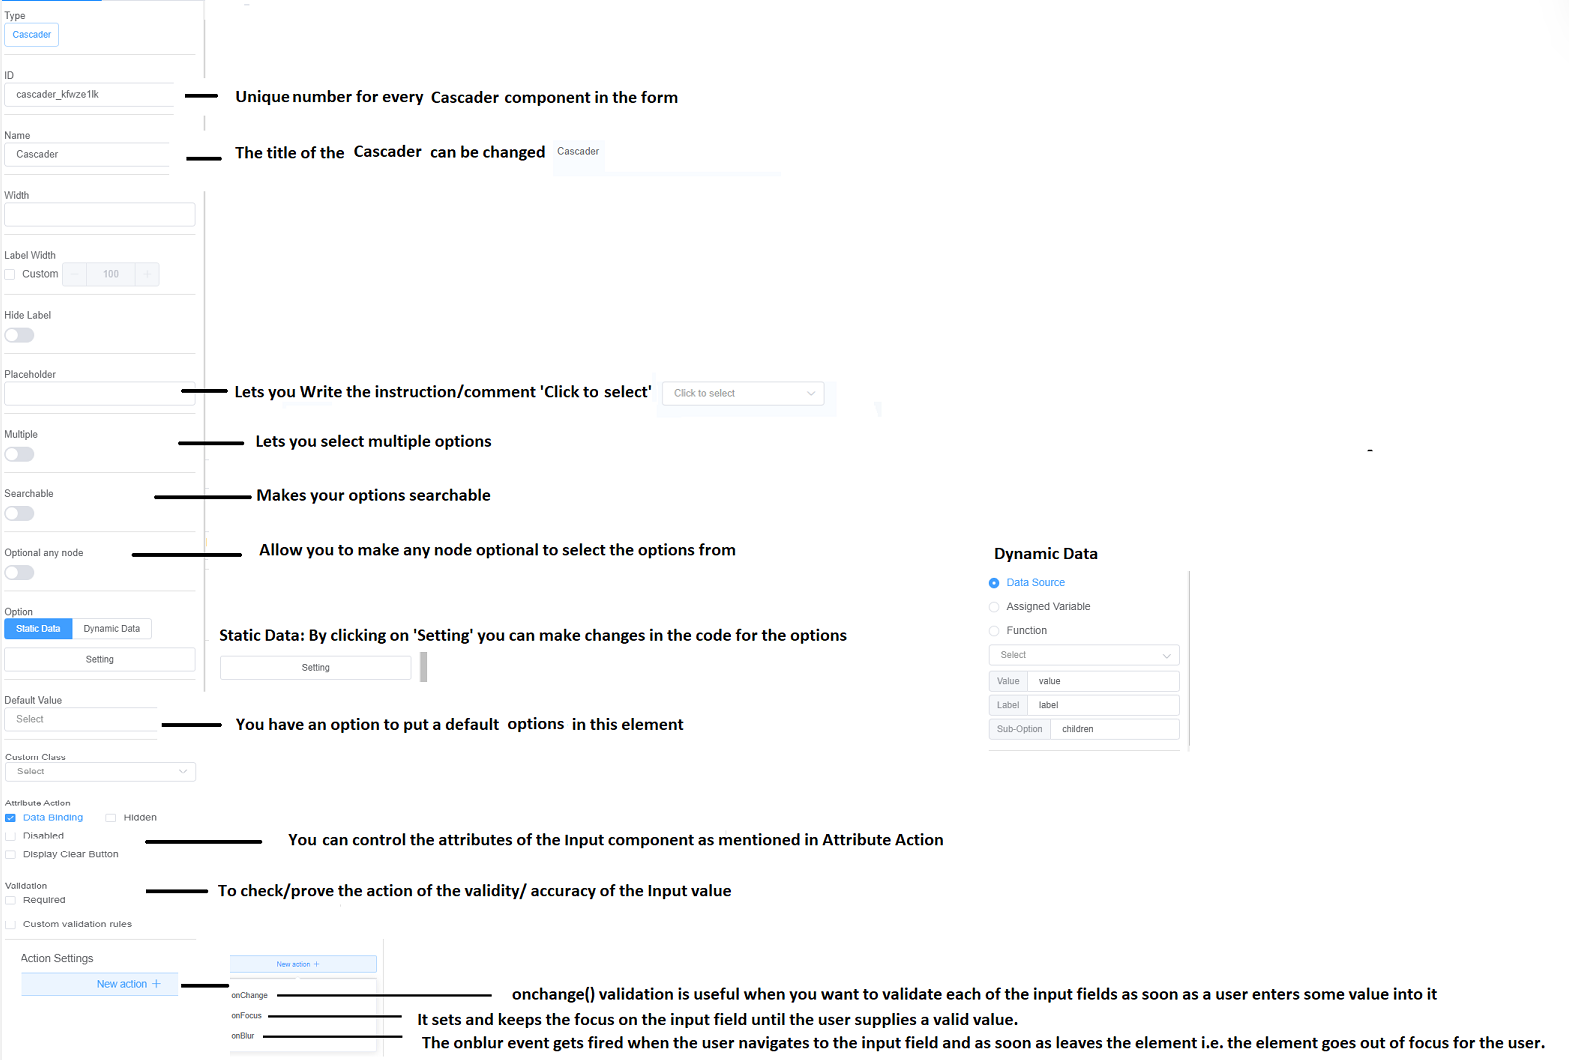 Type
Cascader
ID
cascader_kfwze1lk
Unique number for every Cascader component in the form
Name
Cascader
The title of the Cascader can be changed
Cascader
Width
Label Width
Custom - 100 +
Hide Label
Placeholder
Lets you Write the instruction/comment 'Click to select'
Click to select
Multiple
Lets you select multiple options
Searchable
Makes your options searchable
Optional any node
Allow you to make any node optional to select the options from
Option
Static Data Dynamic Data
Setting
Static Data: By clicking on 'Setting' you can make changes in the code for the options
Setting
Dynamic Data
Data Source
Assigned Variable
Function
Select
Value value
Label label
Sub-Option children
Default Value
Select
You have an option to put a default options in this element
Custom Class
Select
Attribute Action
Data Binding Hidden
Disabled
Display Clear Button
You can control the attributes of the Input component as mentioned in Attribute Action
Validation
Required
To check/prove the action of the validity/ accuracy of the Input value
Custom validation rules
Action Settings
New action +
New action +
onChange
onchange() validation is useful when you want to validate each of the input fields as soon as a user enters some value into it
onFocus
It sets and keeps the focus on the input field until the user supplies a valid value.
onBlur
The onblur event gets fired when the user navigates to the input field and as soon as leaves the element i.e. the element goes out of focus for the user.